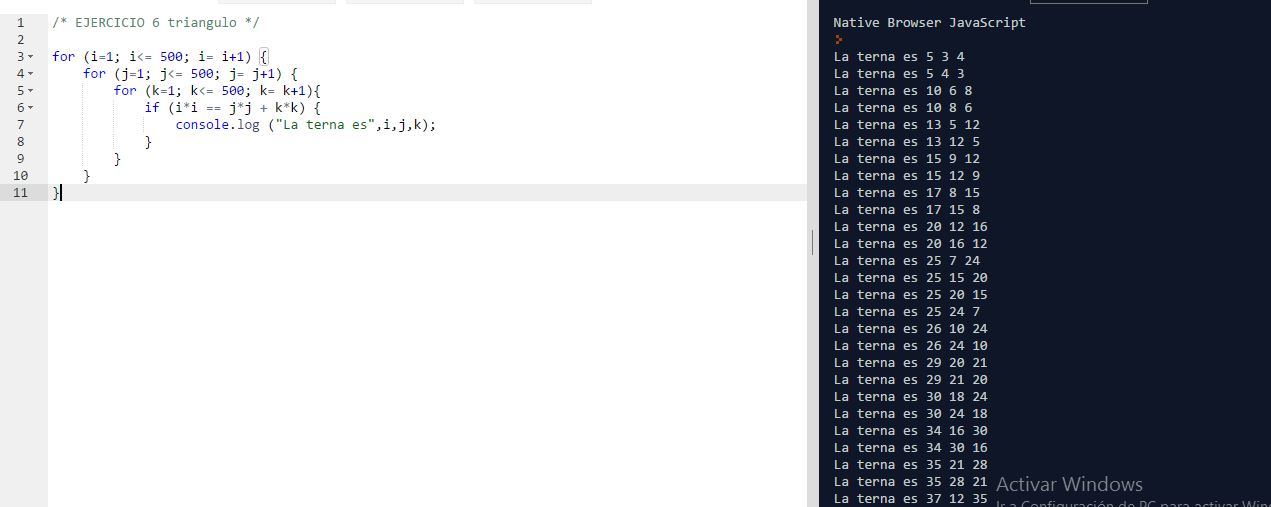 1 /* EJERCICIO 6 triangulo */
2
3 for (i=1; i<= 500; i= i+1) {
4 for (j=1; j<= 500; j= j+1) {
5 for (k=1; k<= 500; k= k+1){
6 if (i*i == j*j + k*k) {
7 console.log ("La terna es",i,j,k);
8 }
9 }
10 }
11 }
Native Browser JavaScript
>
La terna es 5 3 4
La terna es 5 4 3
La terna es 10 6 8
La terna es 10 8 6
La terna es 13 5 12
La terna es 13 12 5
La terna es 15 9 12
La terna es 15 12 9
La terna es 17 8 15
La terna es 17 15 8
La terna es 20 12 16
La terna es 20 16 12
La terna es 25 7 24
La terna es 25 15 20
La terna es 25 20 15
La terna es 25 24 7
La terna es 26 10 24
La terna es 26 24 10
La terna es 29 20 21
La terna es 29 21 20
La terna es 30 18 24
La terna es 30 24 18
La terna es 34 16 30
La terna es 34 30 16
La terna es 35 21 28
La terna es 35 28 21
La terna es 37 12 35
Activar Windows
Ir a Configuración de PC para activar